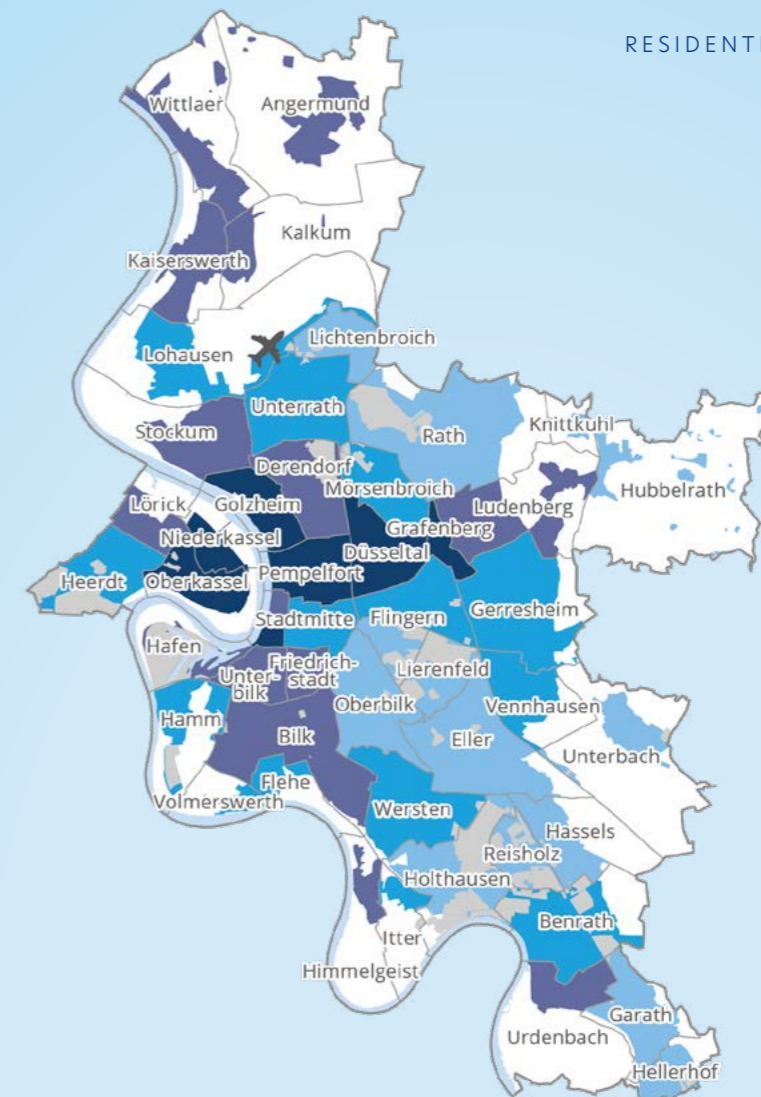 RESIDENTI
Wittlaer
Angermund
Kalkum
Kaiserswerth
Lichtenbroich
Lohausen
Unterrath
Stockum
Rath
Knittkuhl
Derendorf
Mörsenbroich
Hubbelrath
Lörick
Golzheim
Ludenberg
Grafenberg
Niederkassel
Düsseltal
Heerdt
Oberkassel
Pempelfort
Stadtmitte
Flingern
Gerresheim
Hafen
Friedrich-
stadt
Lierenfeld
Unter-
bilk
Oberbilk
Vennhausen
Hamm
Bilk
Eller
Unterbach
Flehe
Volmerswerth
Wersten
Hassels
Reisholz
Holthausen
Benrath
Itter
Himmelgeist
Garath
Urdenbach
Hellerhof